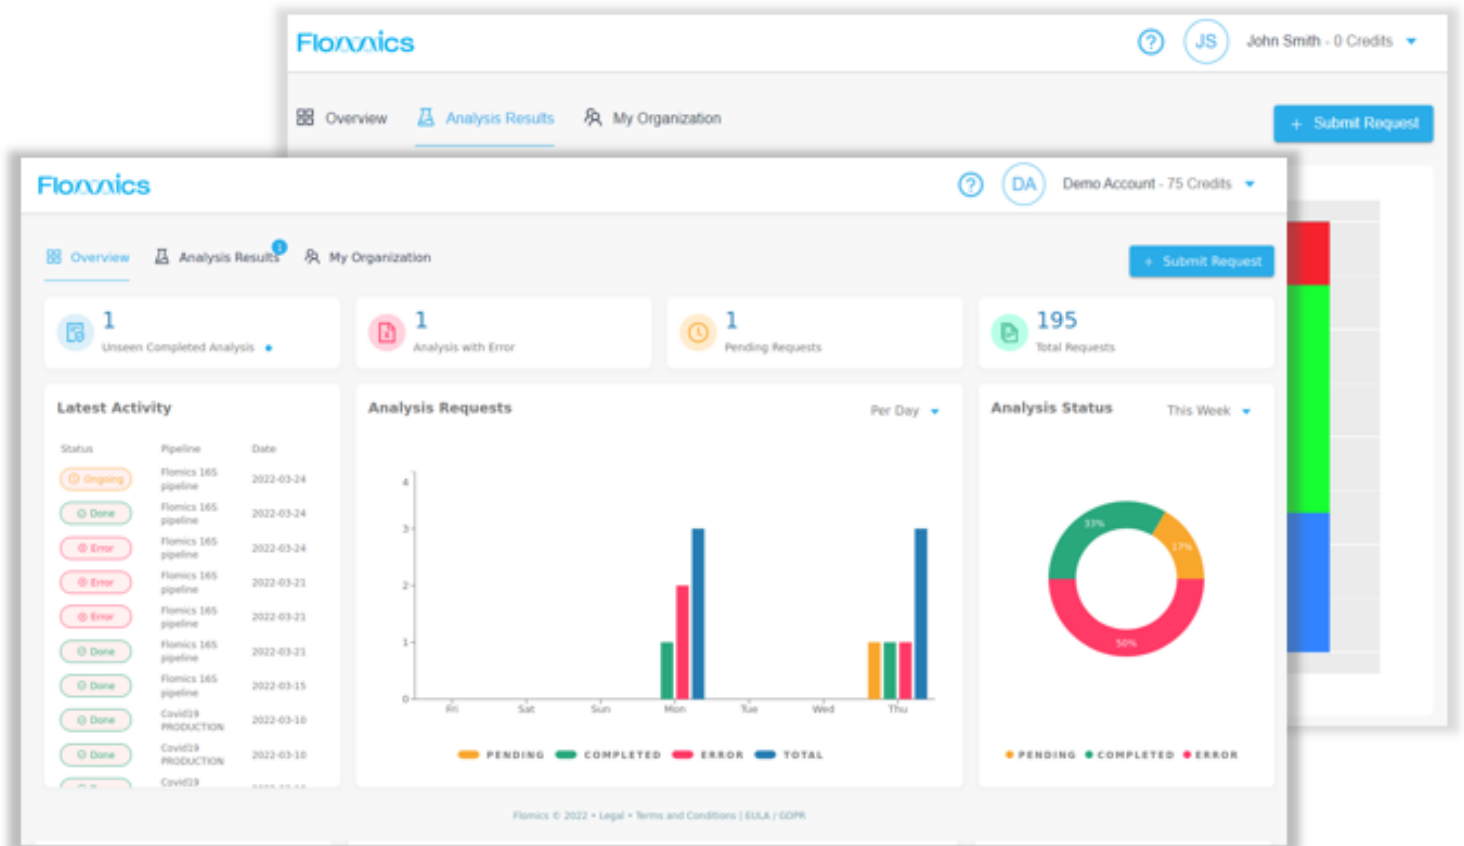 Flomics
JS
John Smith - 0 Credits
Overview
Analysis Results
My Organization
+ Submit Request
Flomics
DA
Demo Account - 75 Credits
Overview
Analysis Results
1
My Organization
+ Submit Request
1
Unseen Completed Analysis
1
Analysis with Error
1
Pending Requests
195
Total Requests
Latest Activity
Status Pipeline Date
Ongoing Flomics 16S pipeline 2022-03-24
Done Flomics 16S pipeline 2022-03-24
Error Flomics 16S pipeline 2022-03-24
Error Flomics 16S pipeline 2022-03-21
Error Flomics 16S pipeline 2022-03-21
Done Flomics 16S pipeline 2022-03-21
Done Flomics 16S pipeline 2022-03-15
Done Covid19 PRODUCTION 2022-03-10
Done Covid19 PRODUCTION 2022-03-10
Covid19
Analysis Requests
Per Day
4
3
2
1
0
Fri Sat Sun Mon Tue Wed Thu
PENDING COMPLETED ERROR TOTAL
Analysis Status
This Week
33%
17%
50%
PENDING COMPLETED ERROR
Flomics © 2022 • Legal • Terms and Conditions | EULA / GDPR